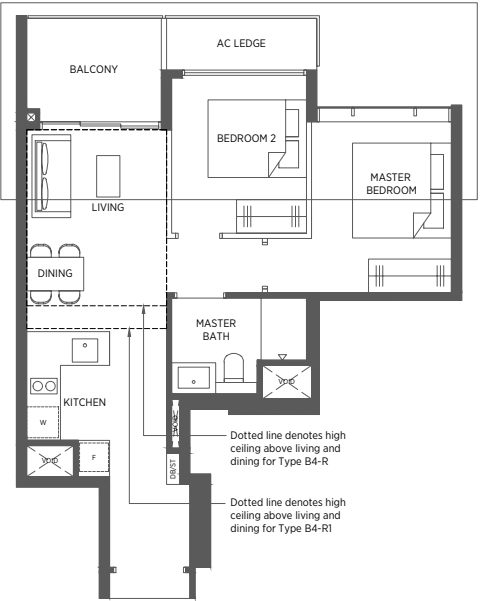 AC LEDGE
BALCONY
BEDROOM 2
MASTER
BEDROOM
LIVING
DINING
MASTER
BATH
VOID
KITCHEN
W
VOID
F
DB/ST
Dotted line denotes high
ceiling above living and
dining for Type B4-R
Dotted line denotes high
ceiling above living and
dining for Type B4-R1